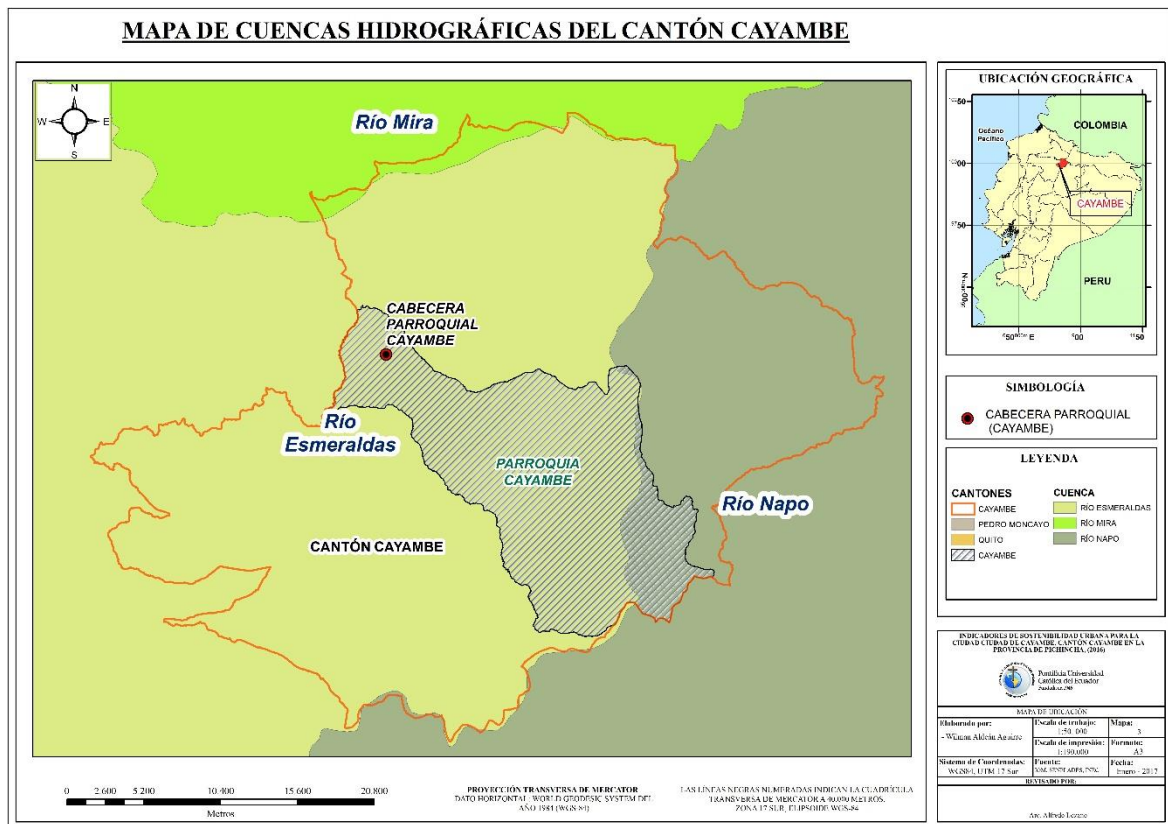 MAPA DE CUENCAS HIDROGRÁFICAS DEL CANTÓN CAYAMBE
N
W
E
S
Río Mira
CABECERA
PARROQUIAL
CAYAMBE
Río
Esmeraldas
PARROQUIA
CAYAMBE
Río Napo
CANTÓN CAYAMBE
0 2.600 5.200 10.400 15.600 20.800
Metros
PROYECCIÓN TRANSVERSA DE MERCATOR
DATO HORIZONTAL : WORLD GEODESIC SYSTEM DEL
AÑO 1984 (WGS-84)
LAS LÍNEAS NEGRAS NUMERADAS INDICAN LA CUADRÍCULA
TRANSVERSA DE MERCATOR A 40.000 METROS.
ZONA 17 SUR, ELIPSOIDE WGS-84
UBICACIÓN GEOGRÁFICA
COLOMBIA
Océano
Pacífico
CAYAMBE
PERU
SIMBOLOGÍA
CABECERA PARROQUIAL
(CAYAMBE)
LEYENDA
CANTONES
CAYAMBE
PEDRO MONCAYO
QUITO
CAYAMBE
CUENCA
RÍO ESMERALDAS
RÍO MIRA
RÍO NAPO
INDICADORES DE SOSTENIBILIDAD URBANA PARA LA
CIUDAD CIUDAD DE CAYAMBE, CANTÓN CAYAMBE EN LA
PROVINCIA DE PICHINCHA, (2016)
Pontificia Universidad
Católica del Ecuador
MAPA DE UBICACIÓN
Elaborado por:
Escala de trabajo:
1:50.000
Mapa:
3
Escala de impresión:
1:190.000
Formato:
A3
Sistema de Coordenadas:
WGS84, UTM 17 Sur
Fuente:
Fecha:
Enero - 2017
REVISADO POR: